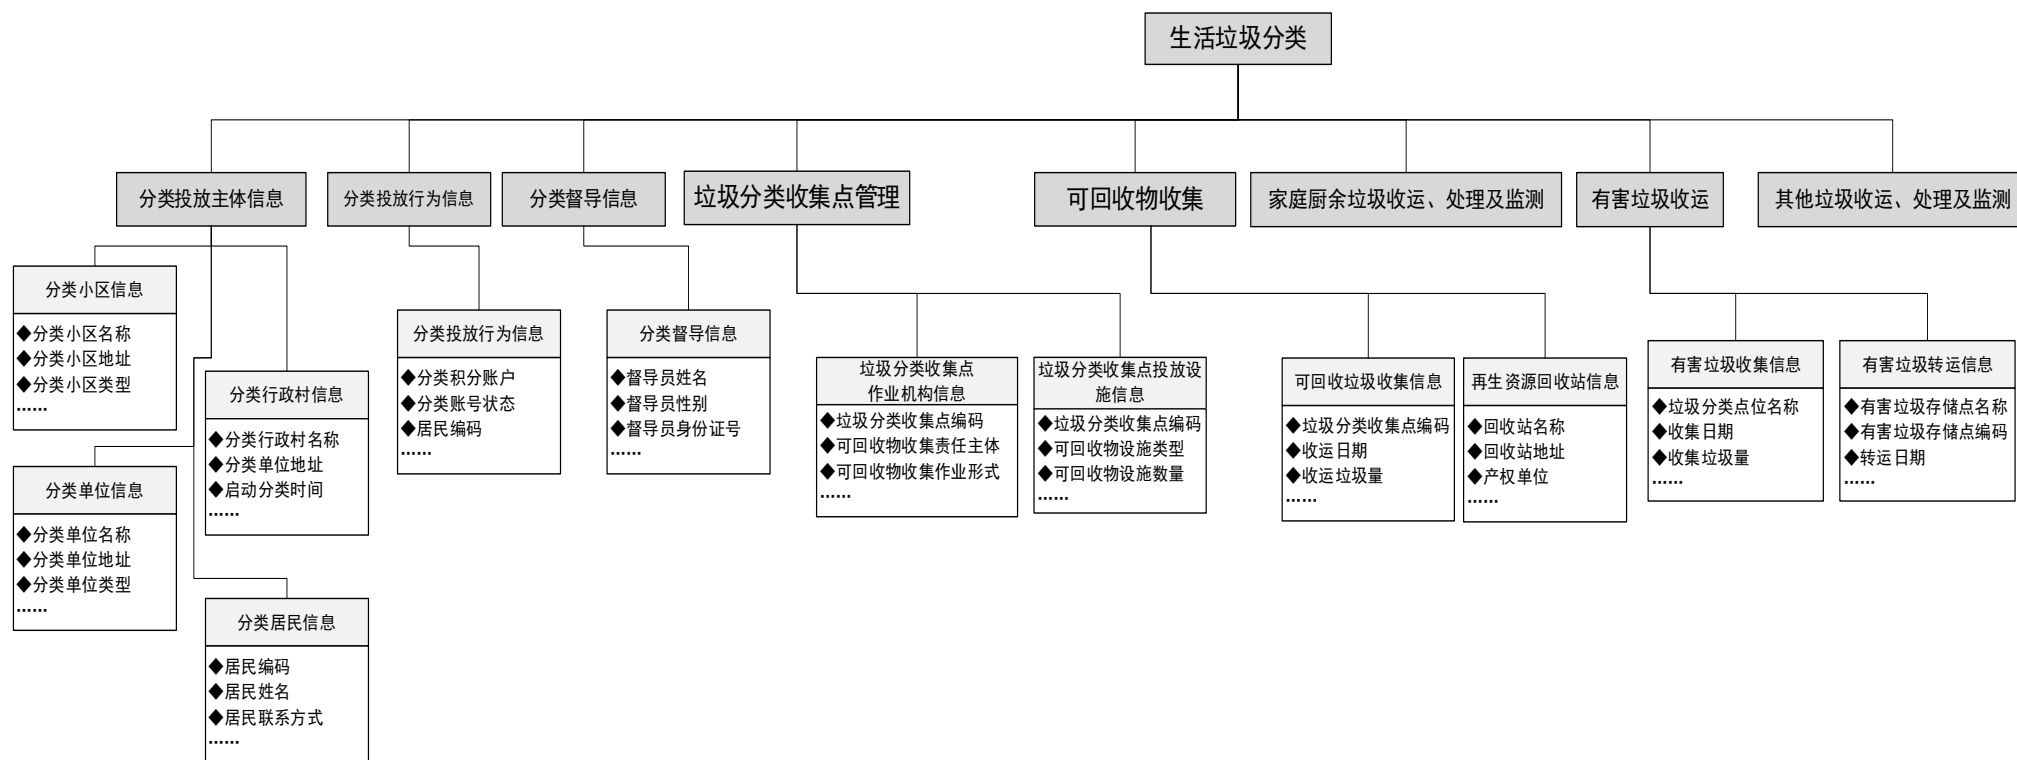 生活垃圾分类
分类投放主体信息
分类投放行为信息
分类督导信息
垃圾分类收集点管理
可回收物收集
家庭厨余垃圾收运、处理及监测
有害垃圾收运
其他垃圾收运、处理及监测
分类小区信息
◆分类小区名称
◆分类小区地址
◆分类小区类型
......
分类单位信息
◆分类单位名称
◆分类单位地址
◆分类单位类型
......
分类行政村信息
◆分类行政村名称
◆分类单位地址
◆启动分类时间
......
分类居民信息
◆居民编码
◆居民姓名
◆居民联系方式
......
分类投放行为信息
◆分类积分账户
◆分类账号状态
◆居民编码
......
分类督导信息
◆督导员姓名
◆督导员性别
◆督导员身份证号
......
垃圾分类收集点
作业机构信息
◆垃圾分类收集点编码
◆可回收物收集责任主体
◆可回收物收集作业形式
......
垃圾分类收集点投放设
施信息
◆垃圾分类收集点编码
◆可回收物设施类型
◆可回收物设施数量
......
可回收垃圾收集信息
◆垃圾分类收集点编码
◆收运日期
◆收运垃圾量
......
再生资源回收站信息
◆回收站名称
◆回收站地址
◆产权单位
......
有害垃圾收集信息
◆垃圾分类点位名称
◆收集日期
◆收集垃圾量
......
有害垃圾转运信息
◆有害垃圾存储点名称
◆有害垃圾存储点编码
◆转运日期
......